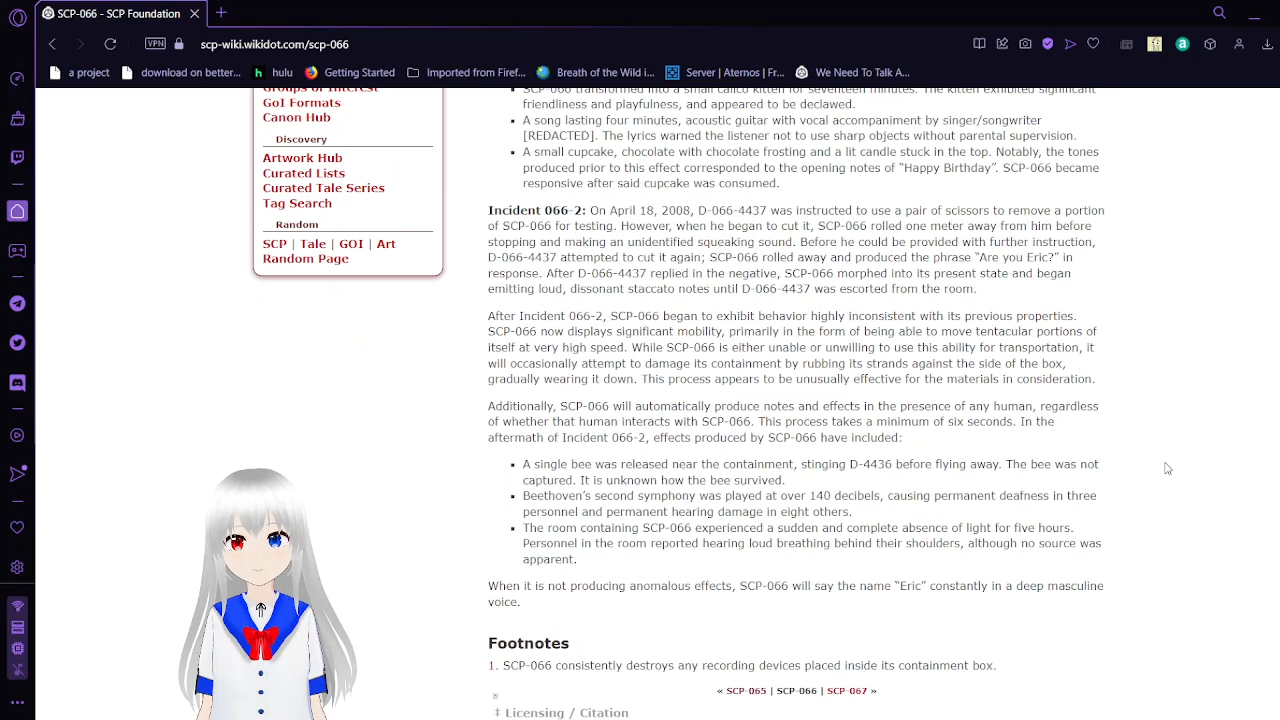 SCP-066 - SCP Foundation
VPN
scp-wiki.wikidot.com/scp-066
a project
download on better...
hulu
Getting Started
Imported from Firef...
Breath of the Wild i...
Server | Aternos | Fr...
We Need To Talk A...
Groups of Interest
GoI Formats
Canon Hub
Discovery
Artwork Hub
Curated Lists
Curated Tale Series
Tag Search
Random
SCP | Tale | GOI | Art
Random Page
SCP-066 transformed into a small calico kitten for seventeen minutes. The kitten exhibited significant
friendliness and playfulness, and appeared to be declawed.
A song lasting four minutes, acoustic guitar with vocal accompaniment by singer/songwriter
[REDACTED]. The lyrics warned the listener not to use sharp objects without parental supervision.
A small cupcake, chocolate with chocolate frosting and a lit candle stuck in the top. Notably, the tones
produced prior to this effect corresponded to the opening notes of “Happy Birthday”. SCP-066 became
responsive after said cupcake was consumed.
Incident 066-2: On April 18, 2008, D-066-4437 was instructed to use a pair of scissors to remove a portion
of SCP-066 for testing. However, when he began to cut it, SCP-066 rolled one meter away from him before
stopping and making an unidentified squeaking sound. Before he could be provided with further instruction,
D-066-4437 attempted to cut it again; SCP-066 rolled away and produced the phrase “Are you Eric?” in
response. After D-066-4437 replied in the negative, SCP-066 morphed into its present state and began
emitting loud, dissonant staccato notes until D-066-4437 was escorted from the room.
After Incident 066-2, SCP-066 began to exhibit behavior highly inconsistent with its previous properties.
SCP-066 now displays significant mobility, primarily in the form of being able to move tentacular portions of
itself at very high speed. While SCP-066 is either unable or unwilling to use this ability for transportation, it
will occasionally attempt to damage its containment by rubbing its strands against the side of the box,
gradually wearing it down. This process appears to be unusually effective for the materials in consideration.
Additionally, SCP-066 will automatically produce notes and effects in the presence of any human, regardless
of whether that human interacts with SCP-066. This process takes a minimum of six seconds. In the
aftermath of Incident 066-2, effects produced by SCP-066 have included:
A single bee was released near the containment, stinging D-4436 before flying away. The bee was not
captured. It is unknown how the bee survived.
Beethoven’s second symphony was played at over 140 decibels, causing permanent deafness in three
personnel and permanent hearing damage in eight others.
The room containing SCP-066 experienced a sudden and complete absence of light for five hours.
Personnel in the room reported hearing loud breathing behind their shoulders, although no source was
apparent.
When it is not producing anomalous effects, SCP-066 will say the name “Eric” constantly in a deep masculine
voice.
Footnotes
1. SCP-066 consistently destroys any recording devices placed inside its containment box.
« SCP-065 | SCP-066 | SCP-067 »
‡ Licensing / Citation